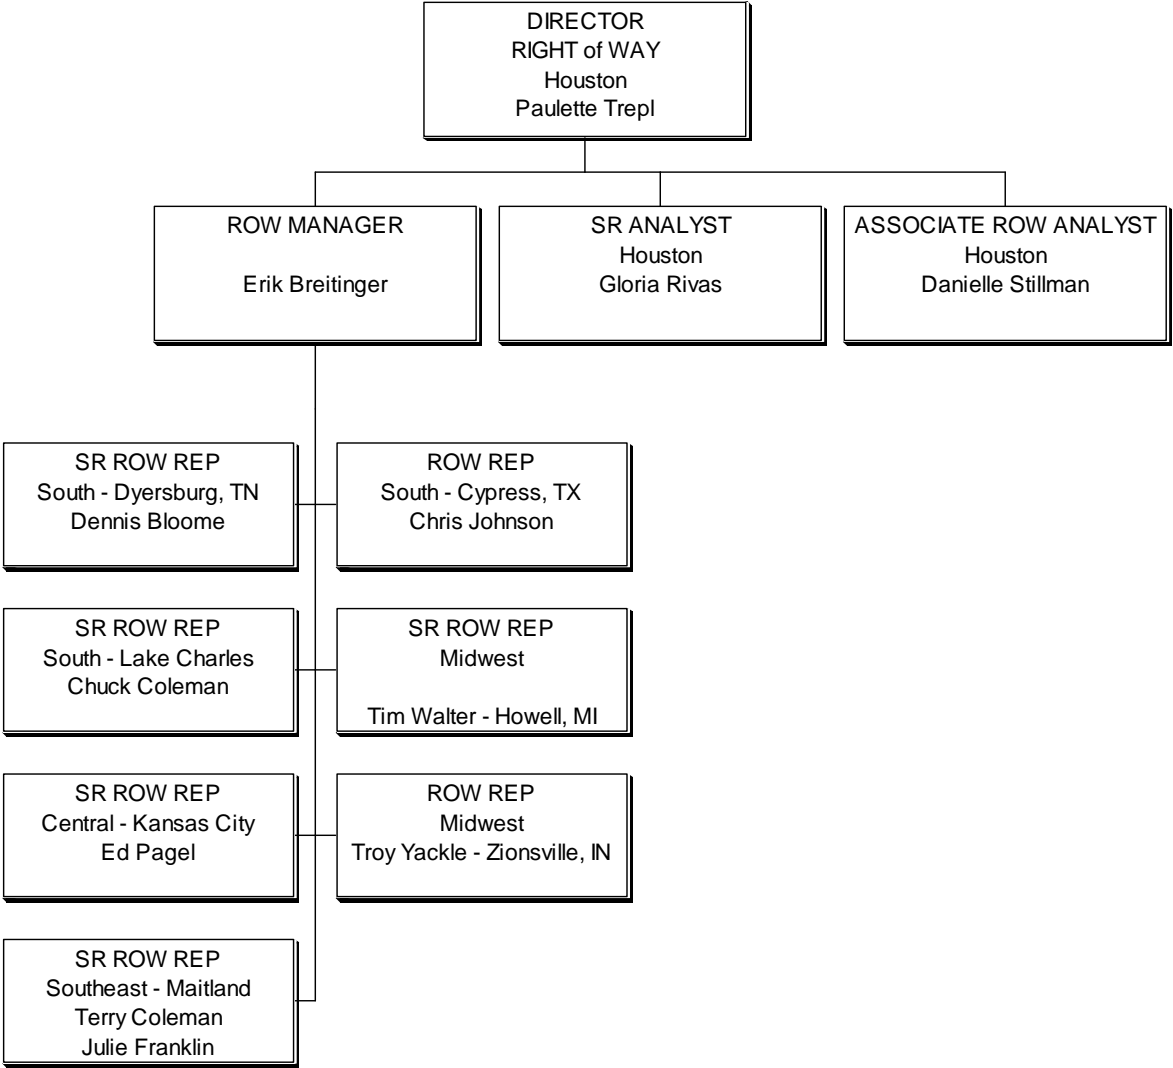 DIRECTOR
RIGHT of WAY
Houston
Paulette Trepl
ROW MANAGER
Erik Breitinger
SR ANALYST
Houston
Gloria Rivas
ASSOCIATE ROW ANALYST
Houston
Danielle Stillman
SR ROW REP
South - Dyersburg, TN
Dennis Bloome
ROW REP
South - Cypress, TX
Chris Johnson
SR ROW REP
South - Lake Charles
Chuck Coleman
SR ROW REP
Midwest
Tim Walter - Howell, MI
SR ROW REP
Central - Kansas City
Ed Pagel
ROW REP
Midwest
Troy Yackle - Zionsville, IN
SR ROW REP
Southeast - Maitland
Terry Coleman
Julie Franklin